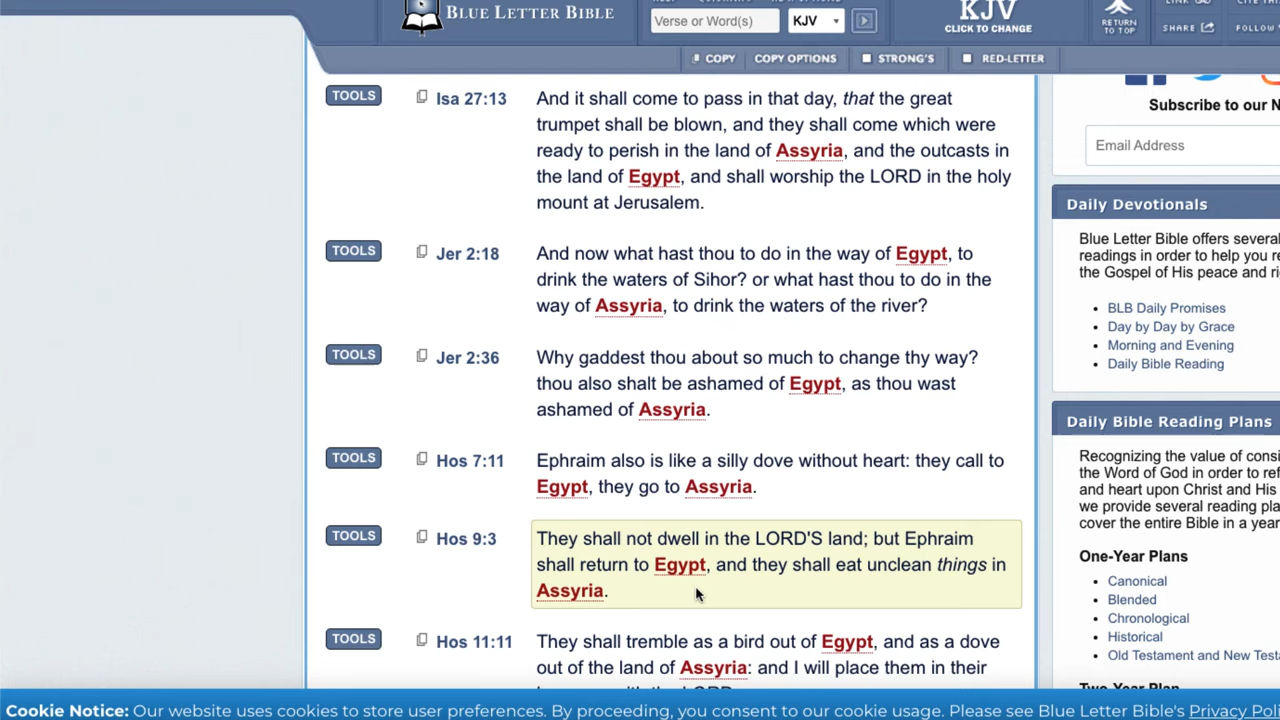 BLUE LETTER BIBLE
Verse or Word(s)
KJV
KJV
CLICK TO CHANGE
RETURN
TO TOP
SHARE
FOLLOW
COPY
COPY OPTIONS
STRONG'S
RED-LETTER
TOOLS
Isa 27:13
And it shall come to pass in that day, that the great
trumpet shall be blown, and they shall come which were
ready to perish in the land of Assyria, and the outcasts in
the land of Egypt, and shall worship the LORD in the holy
mount at Jerusalem.
TOOLS
Jer 2:18
And now what hast thou to do in the way of Egypt, to
drink the waters of Sihor? or what hast thou to do in the
way of Assyria, to drink the waters of the river?
TOOLS
Jer 2:36
Why gaddest thou about so much to change thy way?
thou also shalt be ashamed of Egypt, as thou wast
ashamed of Assyria.
TOOLS
Hos 7:11
Ephraim also is like a silly dove without heart: they call to
Egypt, they go to Assyria.
TOOLS
Hos 9:3
They shall not dwell in the LORD'S land; but Ephraim
shall return to Egypt, and they shall eat unclean things in
Assyria.
TOOLS
Hos 11:11
They shall tremble as a bird out of Egypt, and as a dove
out of the land of Assyria: and I will place them in their
Subscribe to our N
Email Address
Daily Devotionals
Blue Letter Bible offers several
readings in order to help you re
the Gospel of His peace and ri
BLB Daily Promises
Day by Day by Grace
Morning and Evening
Daily Bible Reading
Daily Bible Reading Plans
Recognizing the value of consi
the Word of God in order to ref
and heart upon Christ and His
we provide several reading pla
cover the entire Bible in a year
One-Year Plans
Canonical
Blended
Chronological
Historical
Old Testament and New Testa
Cookie Notice: Our website uses cookies to store user preferences. By proceeding, you consent to our cookie usage. Please see Blue Letter Bible's Privacy Pol